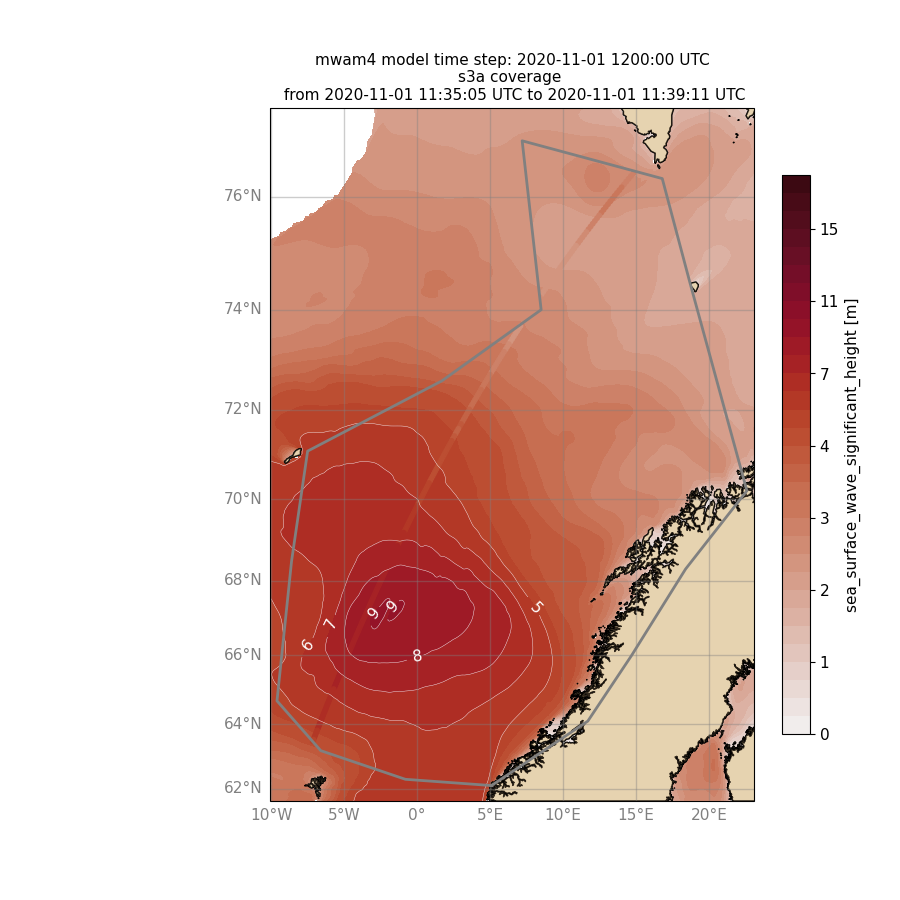 mwam4 model time step: 2020-11-01 1200:00 UTC
s3a coverage
from 2020-11-01 11:35:05 UTC to 2020-11-01 11:39:11 UTC
76°N
74°N
72°N
70°N
68°N
66°N
64°N
62°N
10°W 5°W 0° 5°E 10°E 15°E 20°E
5
9 9
7
6
8
15
11
7
4
3
2
1
0
sea_surface_wave_significant_height [m]